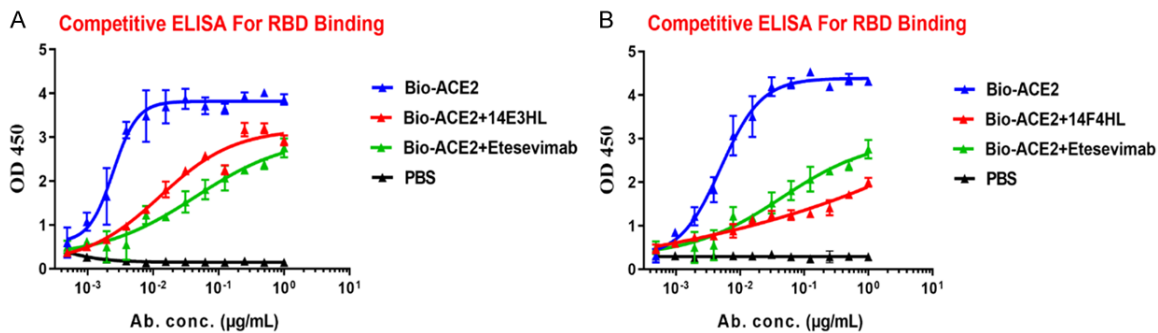 A
Competitive ELISA For RBD Binding
OD 450
5
4
3
2
1
0
10-3
10-2
10-1
100
101
Ab. conc. (µg/mL)
Bio-ACE2
Bio-ACE2+14E3HL
Bio-ACE2+Etesevimab
PBS
B
Competitive ELISA For RBD Binding
OD 450
6
4
2
0
10-3
10-2
10-1
100
101
Ab. conc. (µg/mL)
Bio-ACE2
Bio-ACE2+14F4HL
Bio-ACE2+Etesevimab
PBS